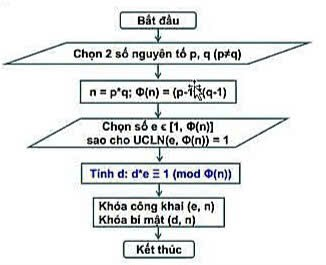 Bắt đầu
Chọn 2 số nguyên tố p, q (p≠q)
n = p*q; Φ(n) = (p-1)*(q-1)
Chọn số e ϵ [1, Φ(n)]
sao cho UCLN(e, Φ(n)) = 1
Tính d: d*e Ξ 1 (mod Φ(n))
Khóa công khai (e, n)
Khóa bí mật (d, n)
Kết thúc